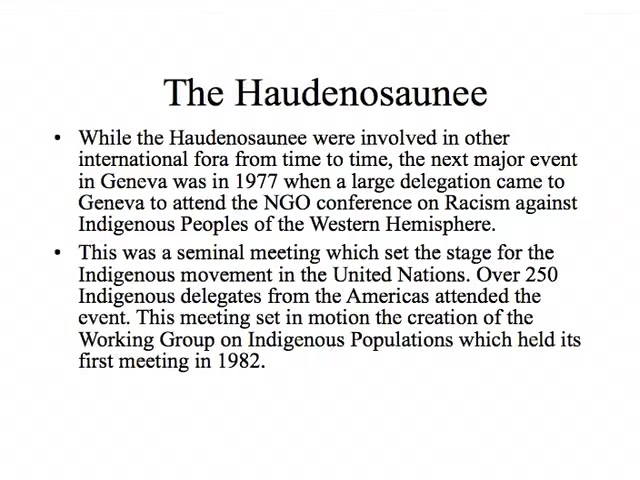 The Haudenosaunee
• While the Haudenosaunee were involved in other
international fora from time to time, the next major event
in Geneva was in 1977 when a large delegation came to
Geneva to attend the NGO conference on Racism against
Indigenous Peoples of the Western Hemisphere.
• This was a seminal meeting which set the stage for the
Indigenous movement in the United Nations. Over 250
Indigenous delegates from the Americas attended the
event. This meeting set in motion the creation of the
Working Group on Indigenous Populations which held its
first meeting in 1982.